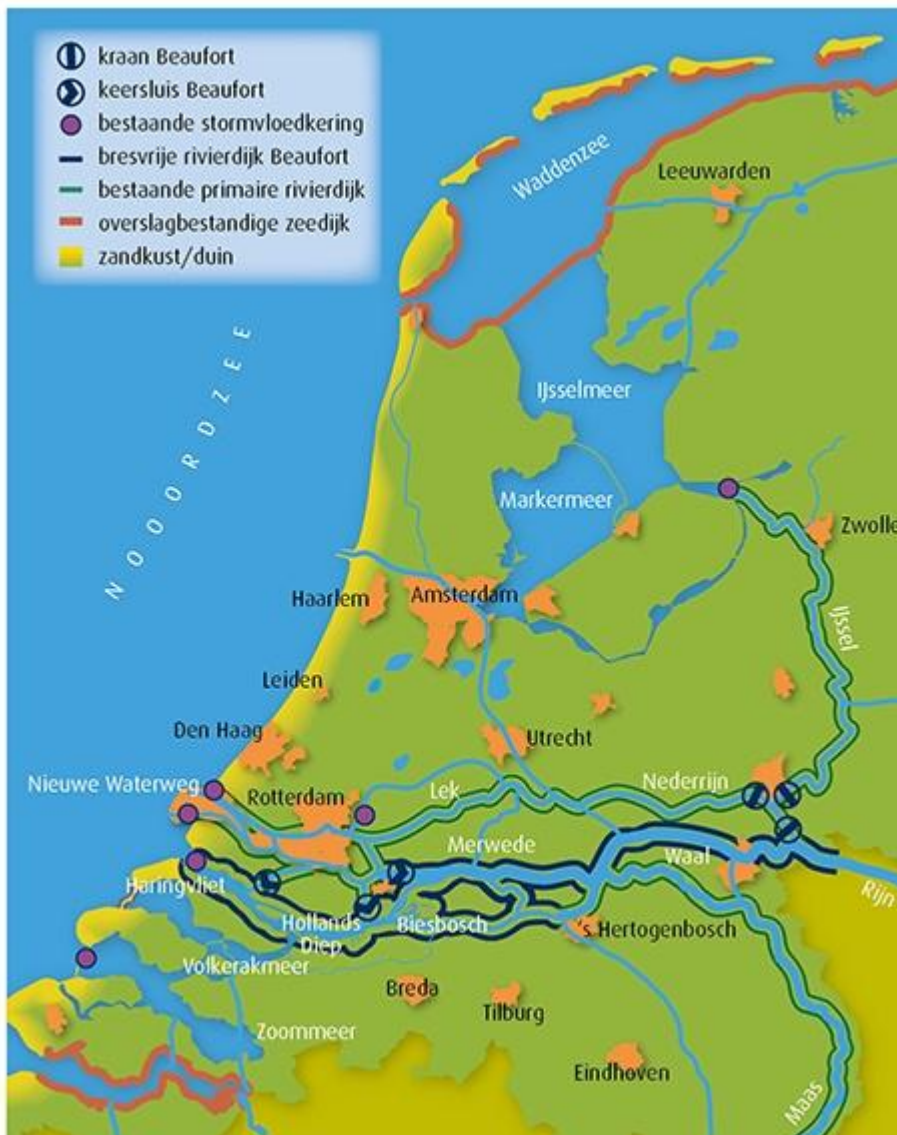 kraan Beaufort
keersluis Beaufort
bestaande stormvloedkering
bresvrije rivierdijk Beaufort
bestaande primaire rivierdijk
overslagbestandige zeedijk
zandkust/duin
Waddenzee
Leeuwarden
NOOORDZEE
IJsselmeer
Markermeer
Zwolle
Haarlem
Amsterdam
IJssel
Leiden
Den Haag
Utrecht
Nieuwe Waterweg
Rotterdam
Lek
Nederrijn
Merwede
Waal
Haringvliet
Rijn
Hollands
Diep
Biesbosch
's Hertogenbosch
Volkerakmeer
Breda
Tilburg
Zoommeer
Eindhoven
Maas